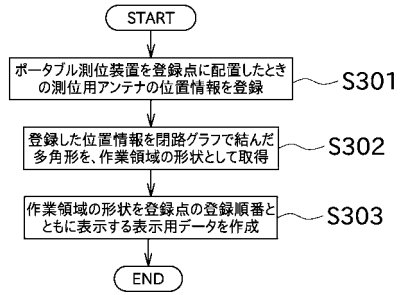 START
ポータブル測位装置を登録点に配置したとき
の測位用アンテナの位置情報を登録
S301
登録した位置情報を閉路グラフで結んだ
多角形を、作業領域の形状として取得
S302
作業領域の形状を登録点の登録順番と
ともに表示する表示用データを作成
S303
END